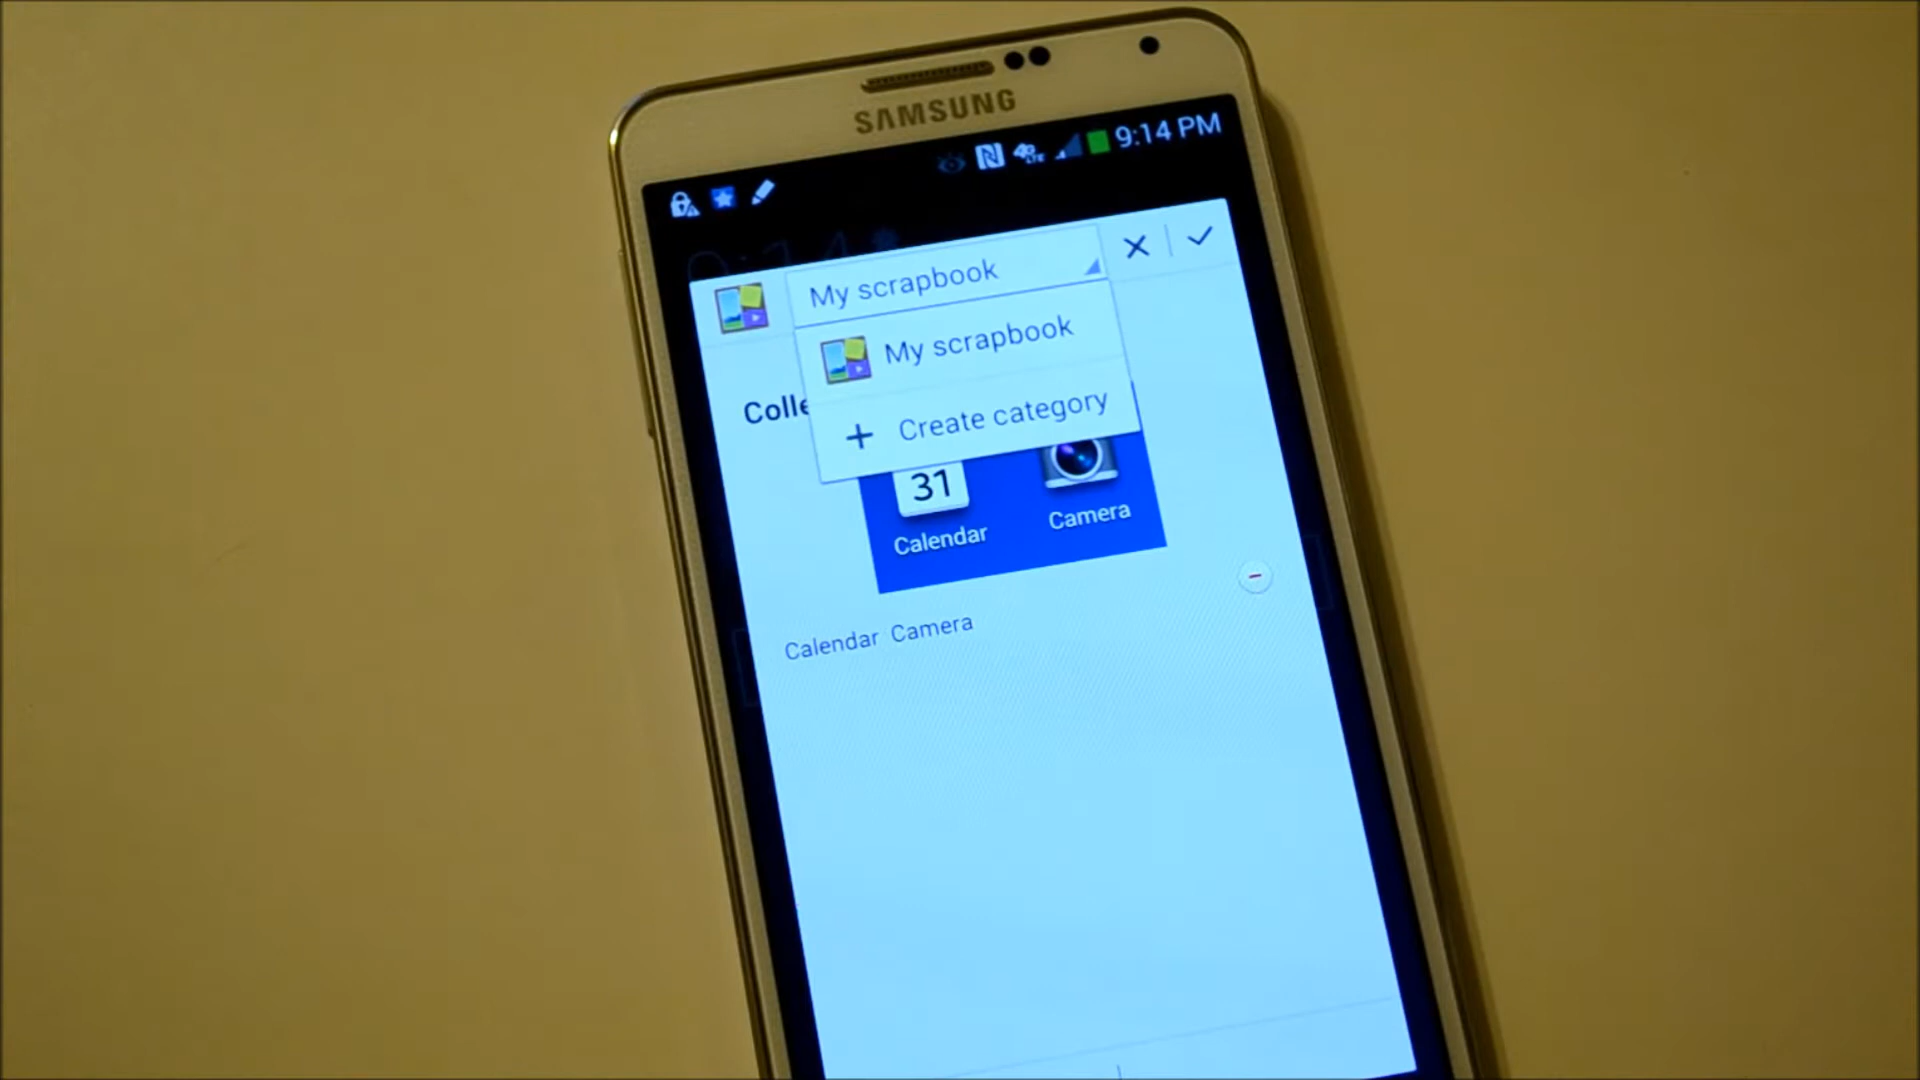 SAMSUNG
9:14 PM
My scrapbook
My scrapbook
Colle
Create category
31
Calendar
Camera
Calendar Camera